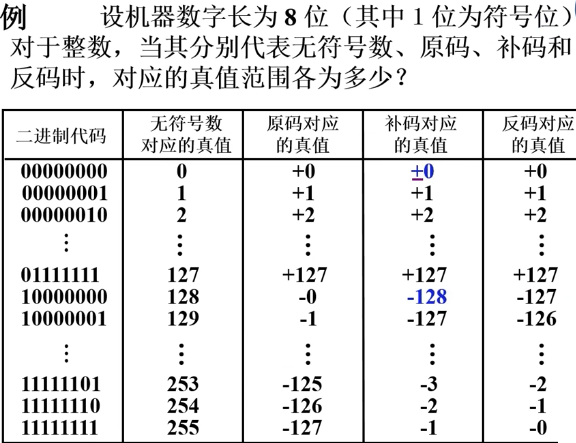 例 设机器数字长为 8 位（其中 1 位为符号位）
对于整数，当其分别代表无符号数、原码、补码和
反码时，对应的真值范围各为多少？
二进制代码 无符号数对应的真值 原码对应的真值 补码对应的真值 反码对应的真值
00000000 0 +0 ±0 +0
00000001 1 +1 +1 +1
00000010 2 +2 +2 +2
⋮ ⋮ ⋮ ⋮ ⋮
01111111 127 +127 +127 +127
10000000 128 -0 -128 -127
10000001 129 -1 -127 -126
⋮ ⋮ ⋮ ⋮ ⋮
11111101 253 -125 -3 -2
11111110 254 -126 -2 -1
11111111 255 -127 -1 -0